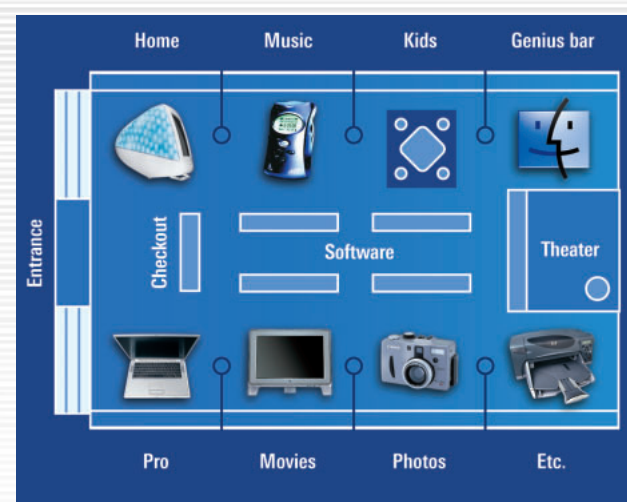 Home Music Kids Genius bar
Entrance
Checkout
Software
Theater
Pro Movies Photos Etc.